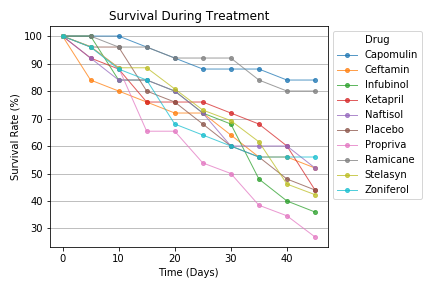 Survival During Treatment
Survival Rate (%)
100
90
80
70
60
50
40
30
0 10 20 30 40
Time (Days)
Drug
Capomulin
Ceftamin
Infubinol
Ketapril
Naftisol
Placebo
Propriva
Ramicane
Stelasyn
Zoniferol